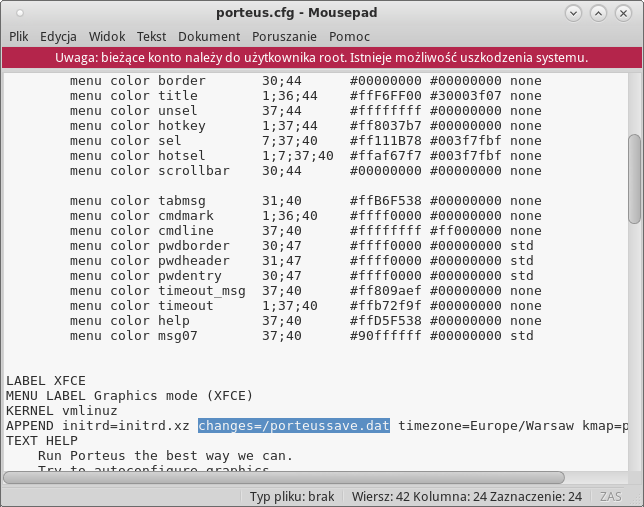 porteus.cfg - Mousepad
Plik Edycja Widok Tekst Dokument Poruszanie Pomoc
Uwaga: bieżące konto należy do użytkownika root. Istnieje możliwość uszkodzenia systemu.
menu color border 30;44 #00000000 #00000000 none
menu color title 1;36;44 #ffF6FF00 #30003f07 none
menu color unsel 37;44 #ffffffff #00000000 none
menu color hotkey 1;37;44 #ff8037b7 #00000000 none
menu color sel 7;37;40 #ff111B78 #003f7fbf none
menu color hotsel 1;7;37;40 #ffaf67f7 #003f7fbf none
menu color scrollbar 30;44 #00000000 #00000000 none
menu color tabmsg 31;40 #ffB6F538 #00000000 none
menu color cmdmark 1;36;40 #ffff0000 #00000000 none
menu color cmdline 37;40 #ffffffff #ff000000 none
menu color pwdborder 30;47 #ffff0000 #00000000 std
menu color pwdheader 31;47 #ffff0000 #00000000 std
menu color pwdentry 30;47 #ffff0000 #00000000 std
menu color timeout_msg 37;40 #ff809aef #00000000 none
menu color timeout 1;37;40 #ffb72f9f #00000000 none
menu color help 37;40 #ffD5F538 #00000000 none
menu color msg07 37;40 #90ffffff #00000000 std
LABEL XFCE
MENU LABEL Graphics mode (XFCE)
KERNEL vmlinuz
APPEND initrd=initrd.xz changes=/porteussave.dat timezone=Europe/Warsaw kmap=p
TEXT HELP
Run Porteus the best way we can.
Try to autoconfigure graphics
Typ pliku: brak Wiersz: 42 Kolumna: 24 Zaznaczenie: 24 ZAS